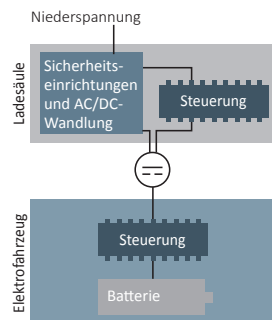 Niederspannung
Ladesäule
Sicherheits-
einrichtungen
und AC/DC-
Wandlung
Steuerung
Elektrofahrzeug
Steuerung
Batterie